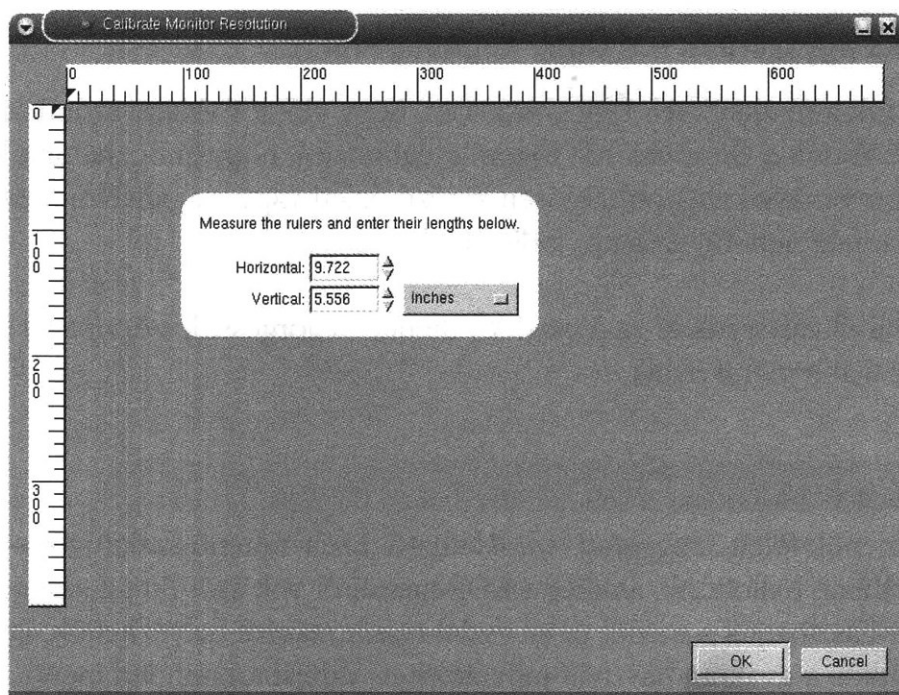 Calibrate Monitor Resolution
0 100 200 300 400 500 600
0
100
200
300
Measure the rulers and enter their lengths below.
Horizontal: 9.722
Vertical: 5.556 Inches
OK Cancel